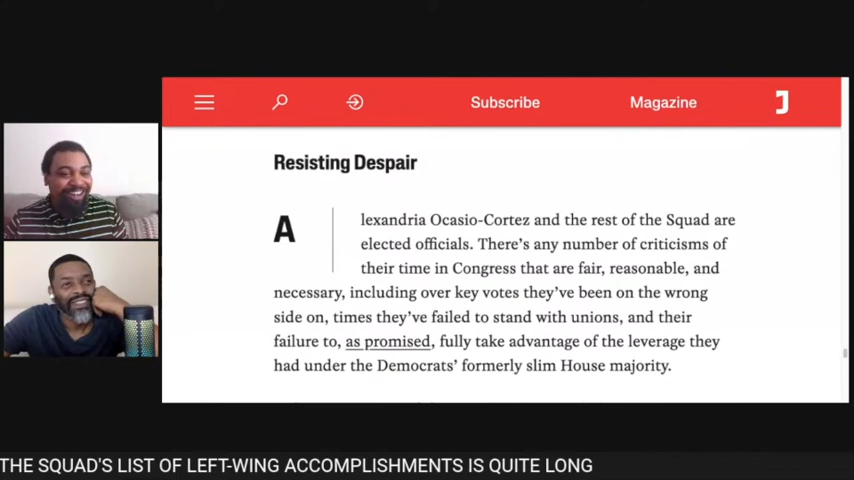 Subscribe Magazine J
Resisting Despair
Alexandria Ocasio-Cortez and the rest of the Squad are
elected officials. There’s any number of criticisms of
their time in Congress that are fair, reasonable, and
necessary, including over key votes they’ve been on the wrong
side on, times they’ve failed to stand with unions, and their
failure to, as promised, fully take advantage of the leverage they
had under the Democrats’ formerly slim House majority.
THE SQUAD'S LIST OF LEFT-WING ACCOMPLISHMENTS IS QUITE LONG